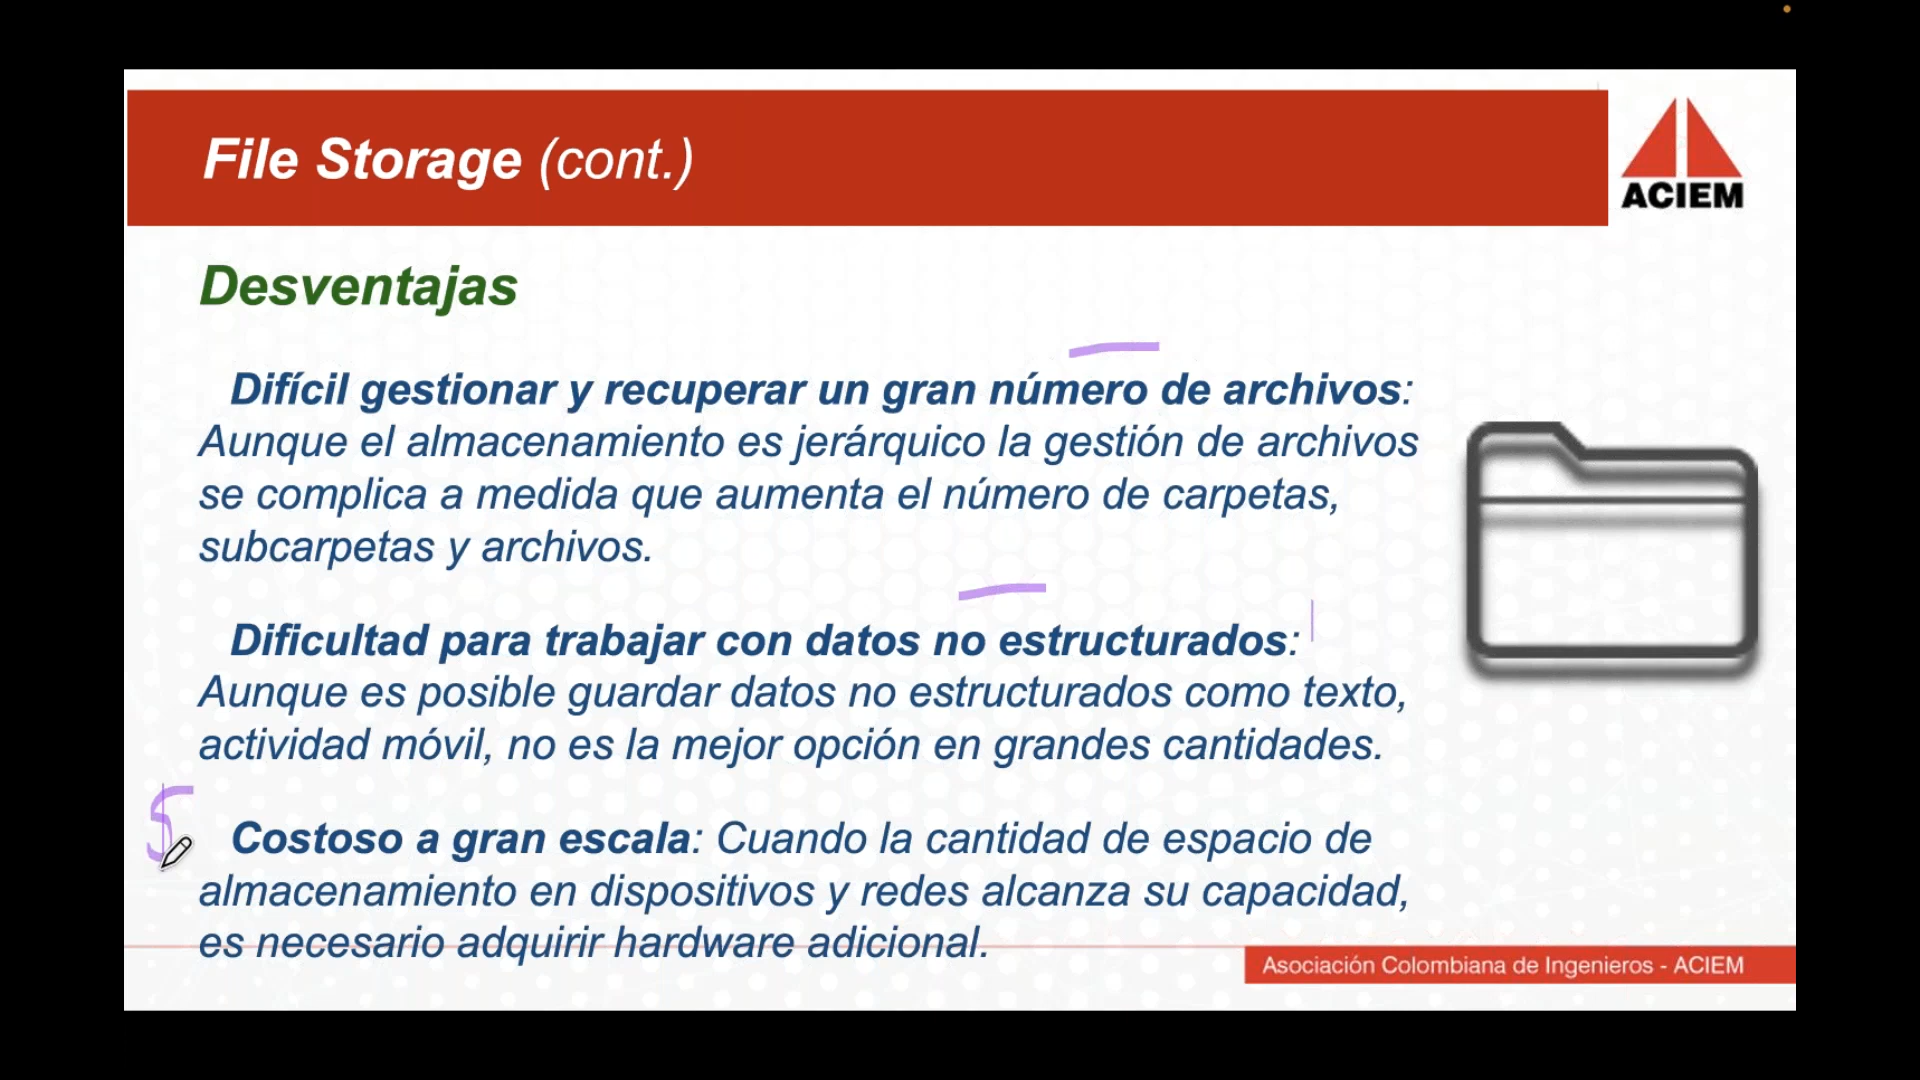 File Storage (cont.)
ACIEM
Desventajas
Difícil gestionar y recuperar un gran número de archivos:
Aunque el almacenamiento es jerárquico la gestión de archivos
se complica a medida que aumenta el número de carpetas,
subcarpetas y archivos.
Dificultad para trabajar con datos no estructurados:
Aunque es posible guardar datos no estructurados como texto,
actividad móvil, no es la mejor opción en grandes cantidades.
$
Costoso a gran escala: Cuando la cantidad de espacio de
almacenamiento en dispositivos y redes alcanza su capacidad,
es necesario adquirir hardware adicional.
Asociación Colombiana de Ingenieros - ACIEM